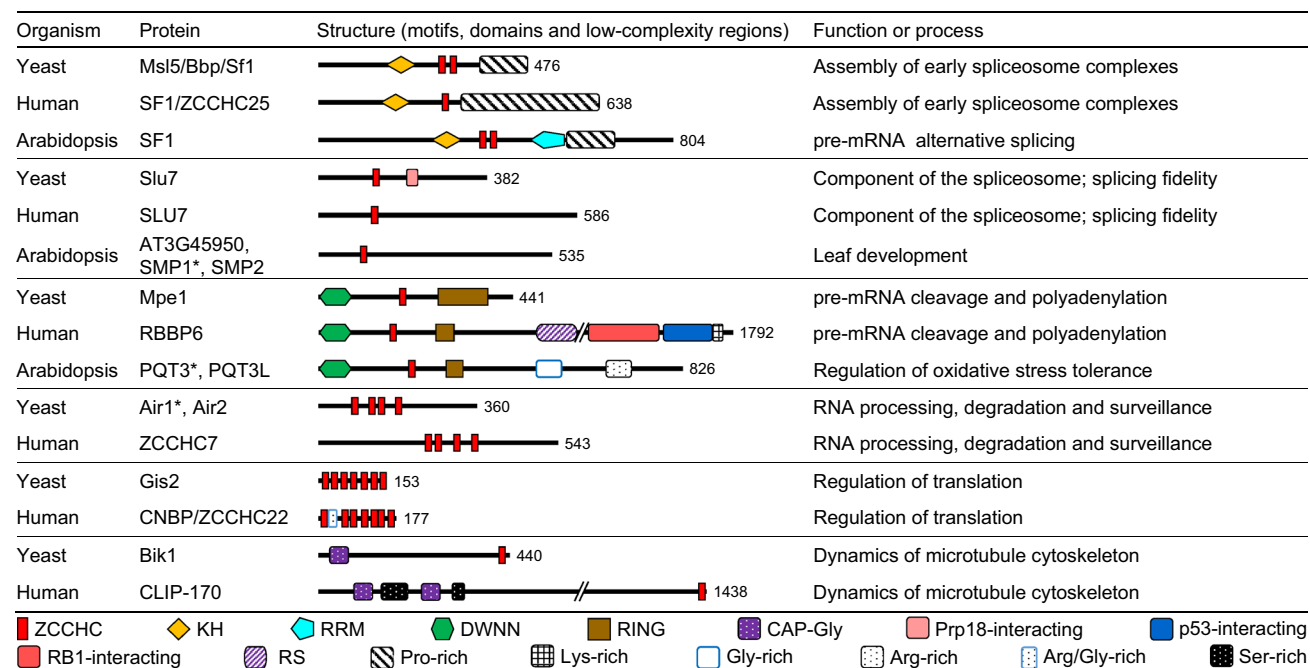 Organism Protein Structure (motifs, domains and low-complexity regions) Function or process
Yeast Msl5/Bbp/Sf1 476 Assembly of early spliceosome complexes
Human SF1/ZCCHC25 638 Assembly of early spliceosome complexes
Arabidopsis SF1 804 pre-mRNA alternative splicing
Yeast Slu7 382 Component of the spliceosome; splicing fidelity
Human SLU7 586 Component of the spliceosome; splicing fidelity
Arabidopsis AT3G45950, SMP1*, SMP2 535 Leaf development
Yeast Mpe1 441 pre-mRNA cleavage and polyadenylation
Human RBBP6 1792 pre-mRNA cleavage and polyadenylation
Arabidopsis PQT3*, PQT3L 826 Regulation of oxidative stress tolerance
Yeast Air1*, Air2 360 RNA processing, degradation and surveillance
Human ZCCHC7 543 RNA processing, degradation and surveillance
Yeast Gis2 153 Regulation of translation
Human CNBP/ZCCHC22 177 Regulation of translation
Yeast Bik1 440 Dynamics of microtubule cytoskeleton
Human CLIP-170 1438 Dynamics of microtubule cytoskeleton
ZCCHC KH RRM DWNN RING CAP-Gly Prp18-interacting p53-interacting
RB1-interacting RS Pro-rich Lys-rich Gly-rich Arg-rich Arg/Gly-rich Ser-rich